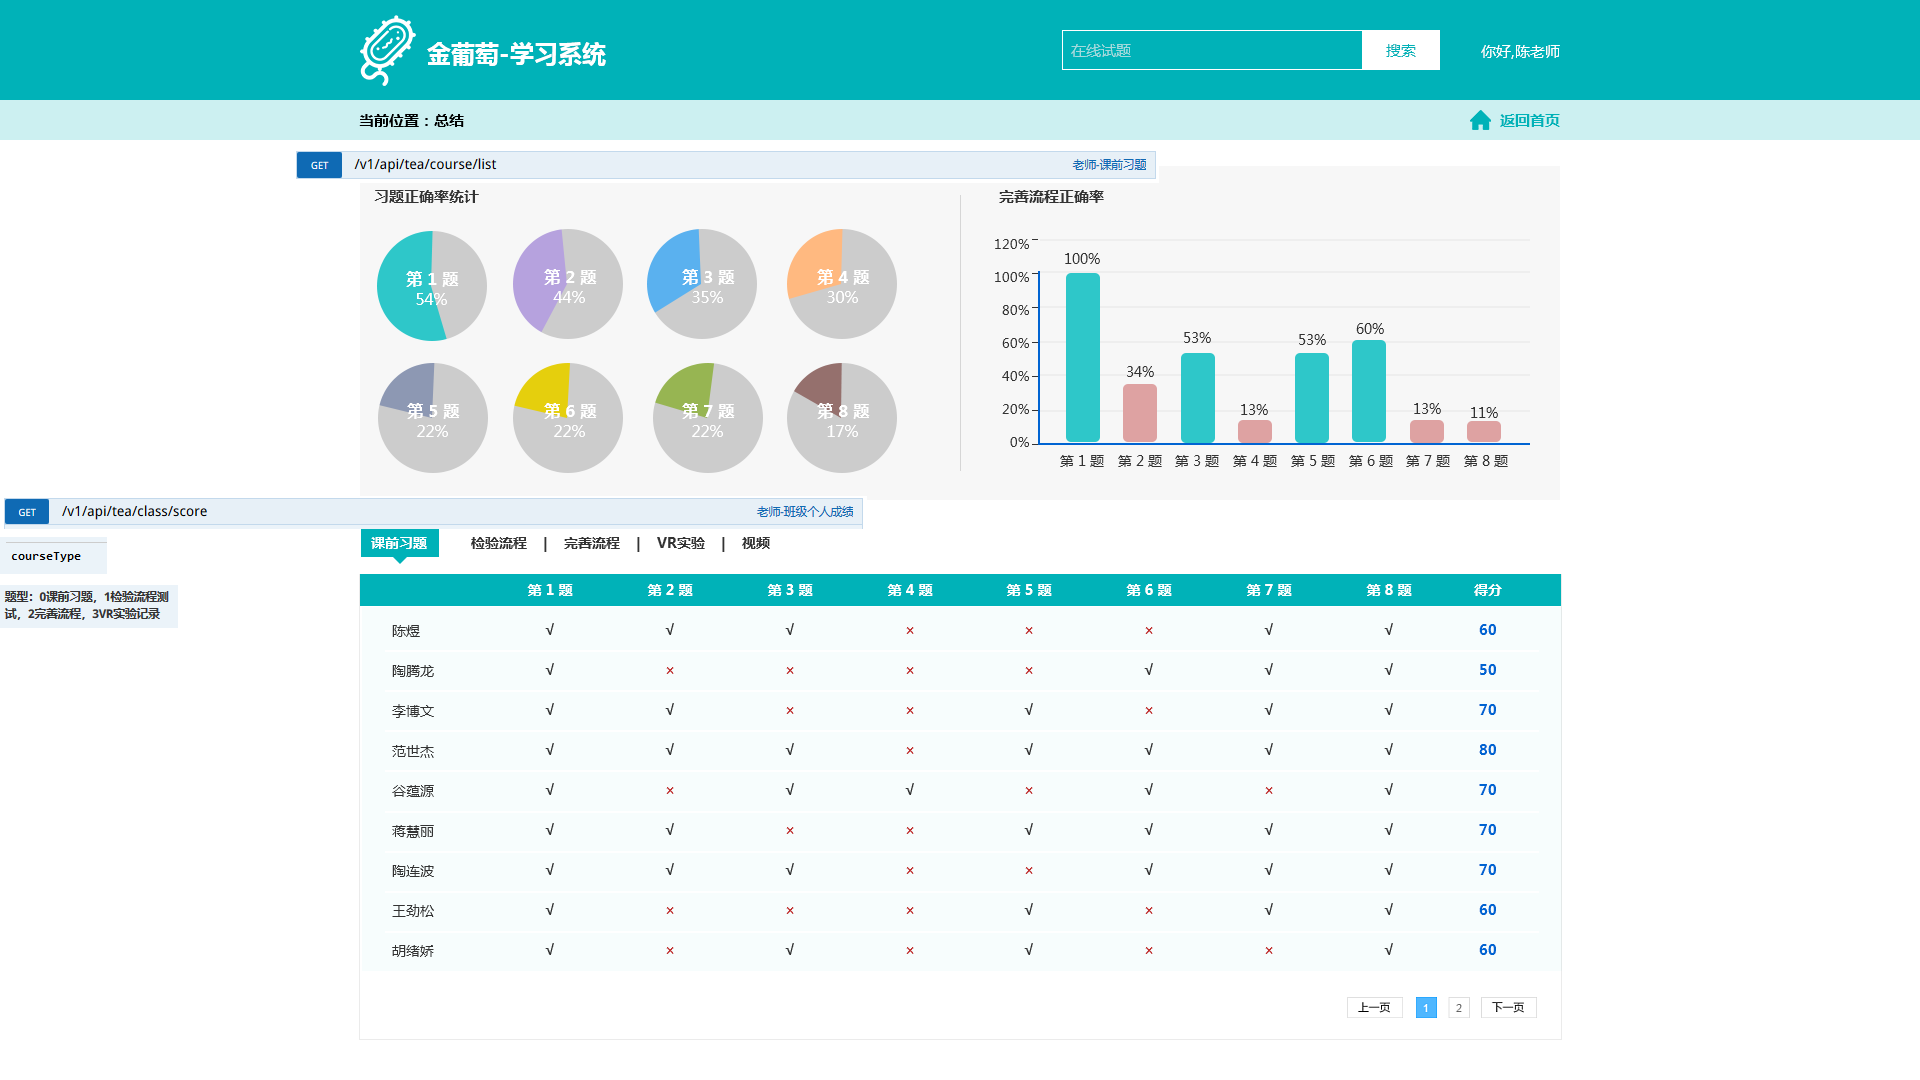 金葡萄-学习系统
在线试题
搜索
你好,陈老师
当前位置：总结
返回首页
GET /v1/api/tea/course/list 老师-课前习题
习题正确率统计
第 1 题
54%
第 2 题
44%
第 3 题
35%
第 4 题
30%
第 5 题
22%
第 6 题
22%
第 7 题
22%
第 8 题
17%
完善流程正确率
120%
100%
80%
60%
40%
20%
0%
100%
34%
53%
13%
53%
60%
13%
11%
第 1 题 第 2 题 第 3 题 第 4 题 第 5 题 第 6 题 第 7 题 第 8 题
GET /v1/api/tea/class/score 老师-班级个人成绩
courseType
题型：0课前习题，1检验流程测
试，2完善流程，3VR实验记录
课前习题 检验流程 | 完善流程 | VR实验 | 视频
第 1 题 第 2 题 第 3 题 第 4 题 第 5 题 第 6 题 第 7 题 第 8 题 得分
陈煜 √ √ √ × × × √ √ 60
陶腾龙 √ × × × × √ √ √ 50
李博文 √ √ × × √ × √ √ 70
范世杰 √ √ √ × √ √ √ √ 80
谷蕴源 √ × √ √ × √ × √ 70
蒋慧丽 √ √ × × √ √ √ √ 70
陶连波 √ √ √ × × √ √ √ 70
王劲松 √ × × × √ × √ √ 60
胡绪娇 √ × √ × √ × × √ 60
上一页 1 2 下一页